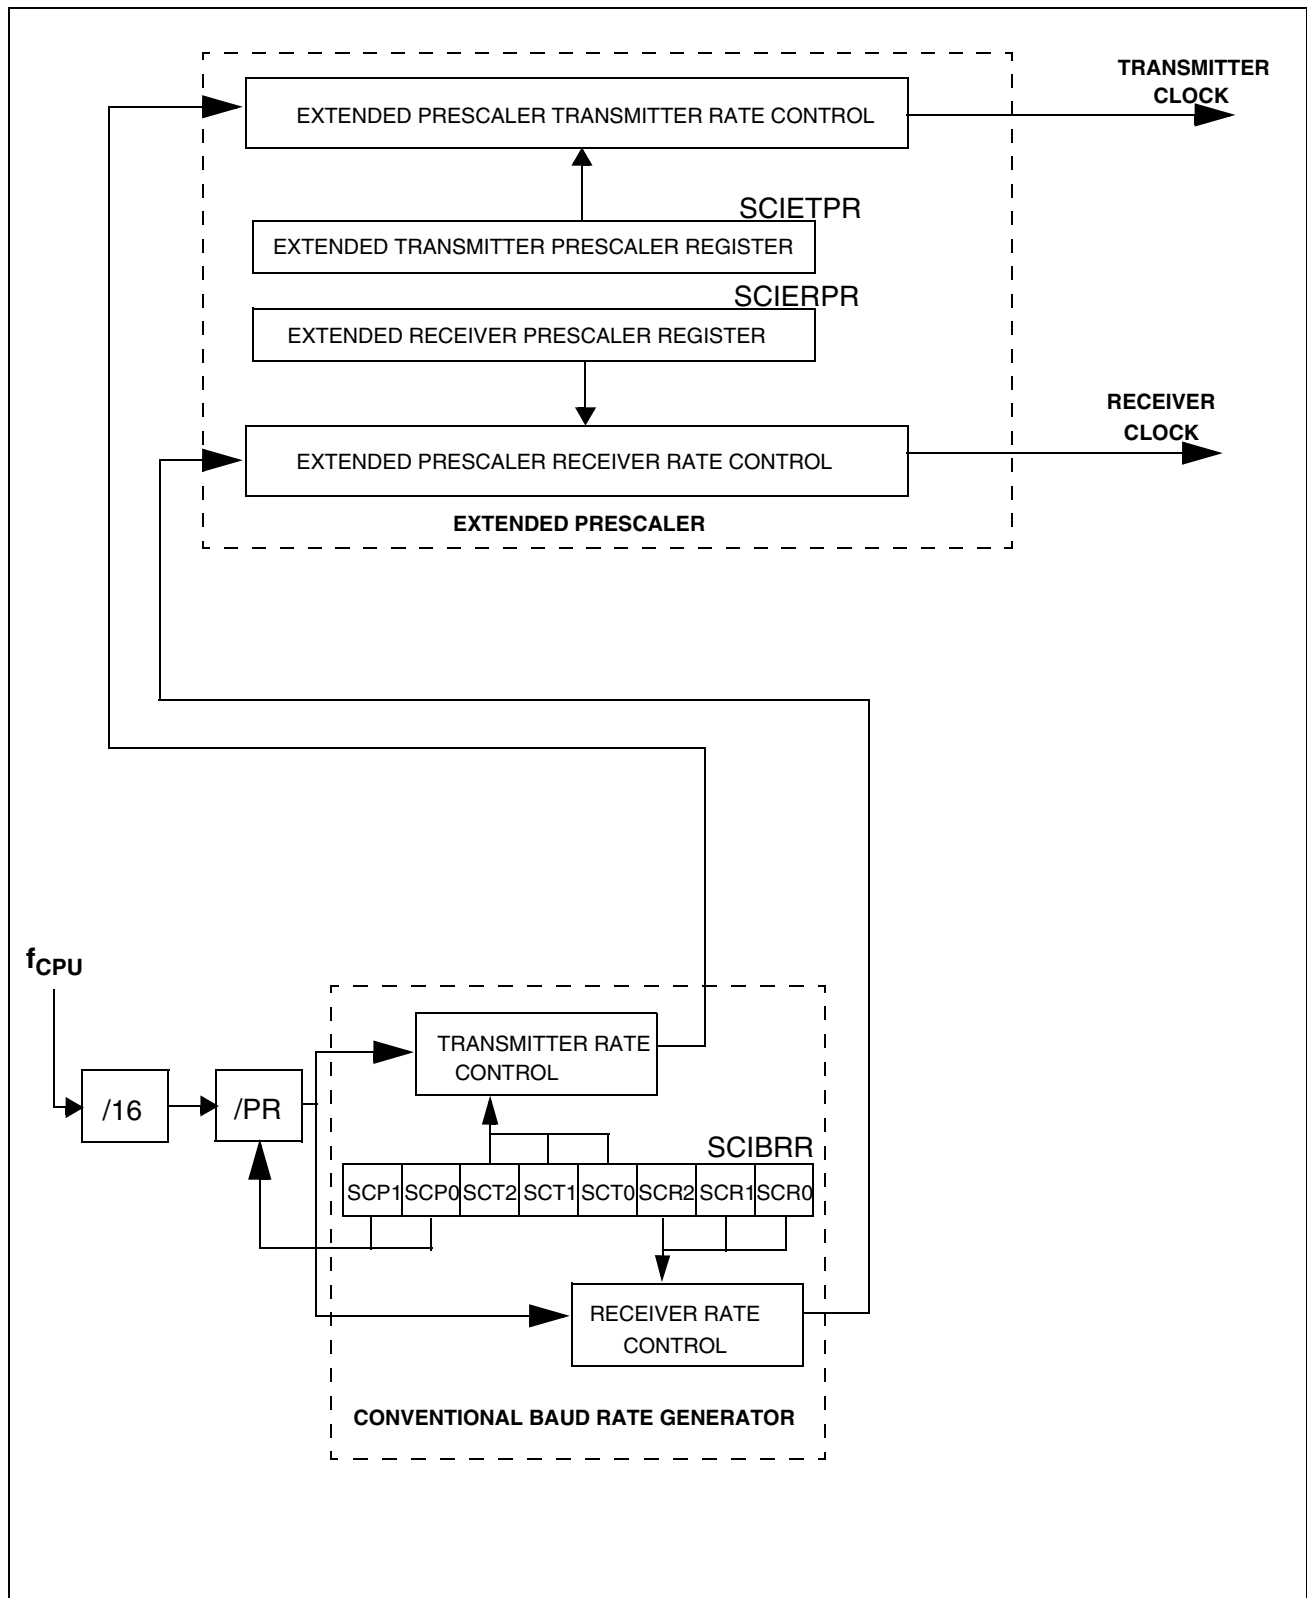 TRANSMITTER
CLOCK
EXTENDED PRESCALER TRANSMITTER RATE CONTROL
SCIETPR
EXTENDED TRANSMITTER PRESCALER REGISTER
SCIERPR
EXTENDED RECEIVER PRESCALER REGISTER
RECEIVER
CLOCK
EXTENDED PRESCALER RECEIVER RATE CONTROL
EXTENDED PRESCALER
fCPU
TRANSMITTER RATE
CONTROL
/16
/PR
SCIBRR
SCP1 SCP0 SCT2 SCT1 SCT0 SCR2 SCR1 SCR0
RECEIVER RATE
CONTROL
CONVENTIONAL BAUD RATE GENERATOR